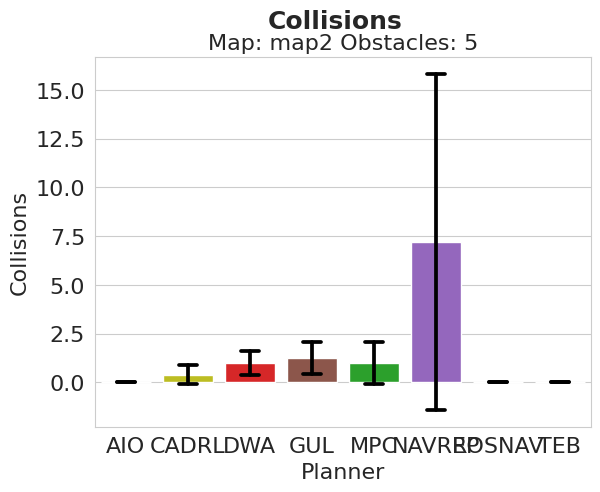 Collisions
Map: map2 Obstacles: 5
Collisions
15.0
12.5
10.0
7.5
5.0
2.5
0.0
AIO CADRL DWA GUL MPC NAVREP ROSNAV TEB
Planner